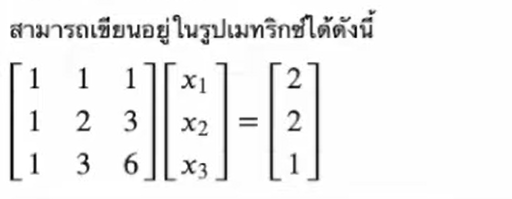 สามารถเขียนอยู่ในรูปเมทริกซ์ได้ดังนี้
1 1 1 x₁ 2
1 2 3 x₂ = 2
1 3 6 x₃ 1